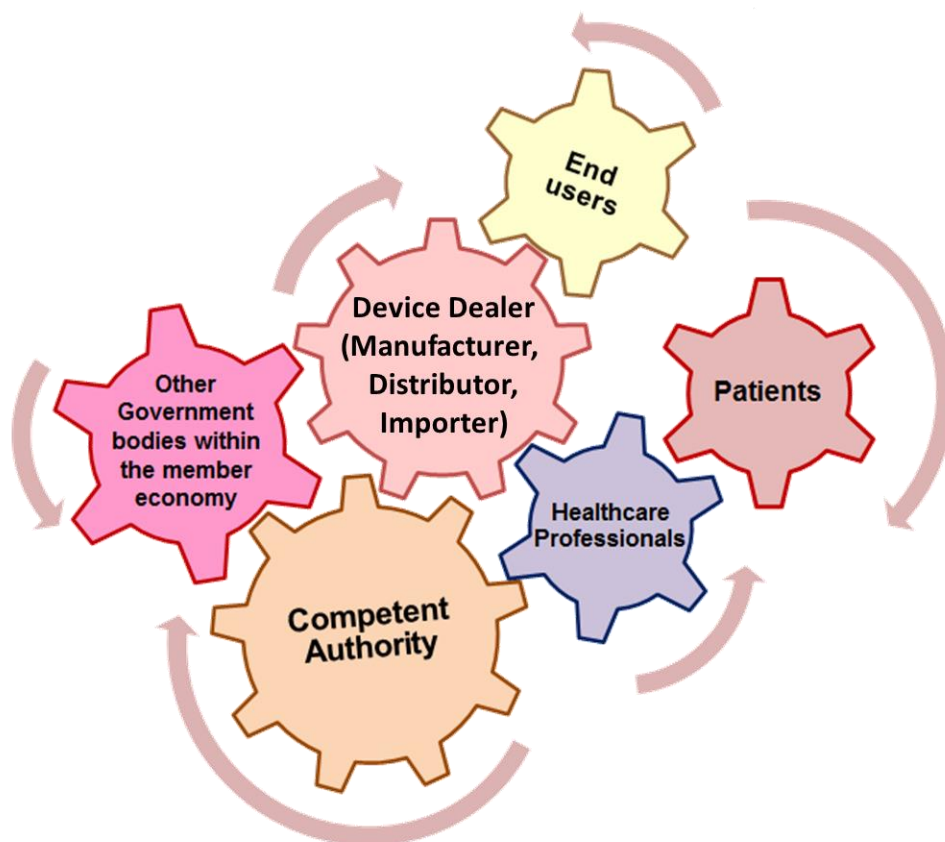 End
users
Device Dealer
(Manufacturer,
Distributor,
Importer)
Patients
Other
Government
bodies within
the member
economy
Healthcare
Professionals
Competent
Authority